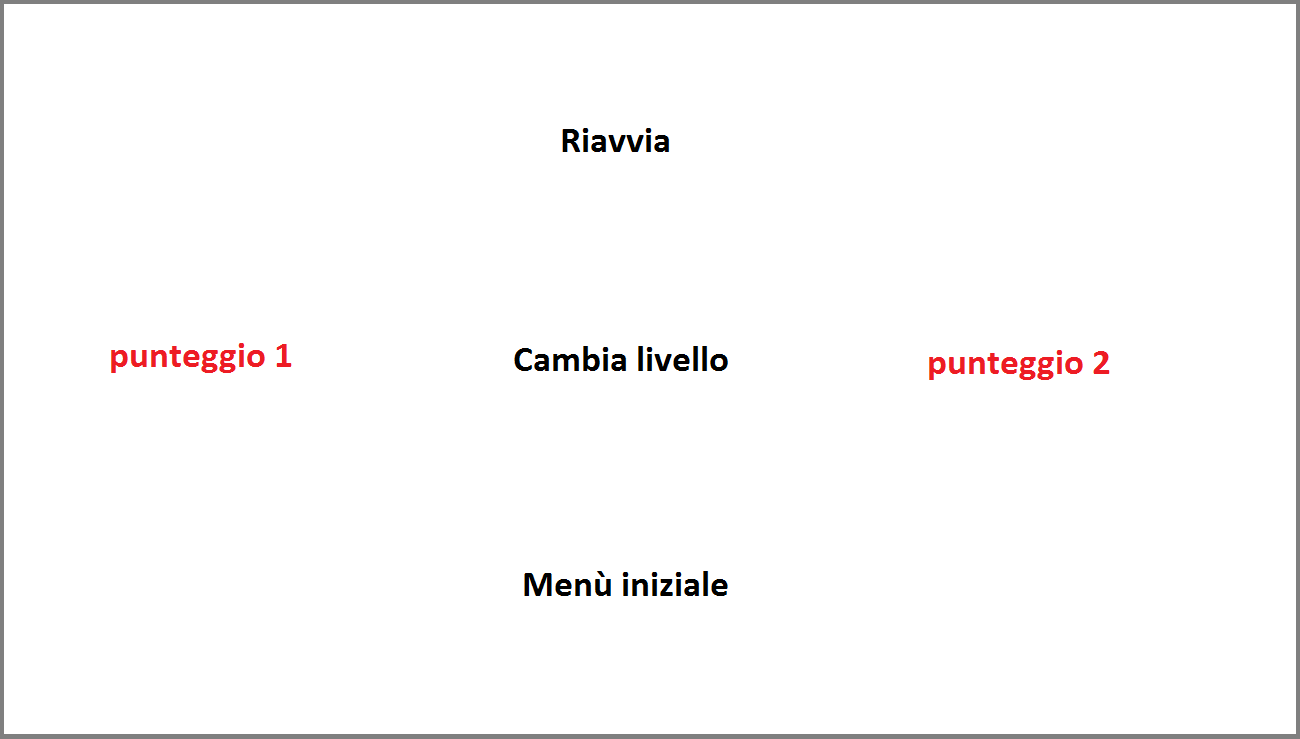 Riavvia
punteggio 1
Cambia livello
punteggio 2
Menù iniziale